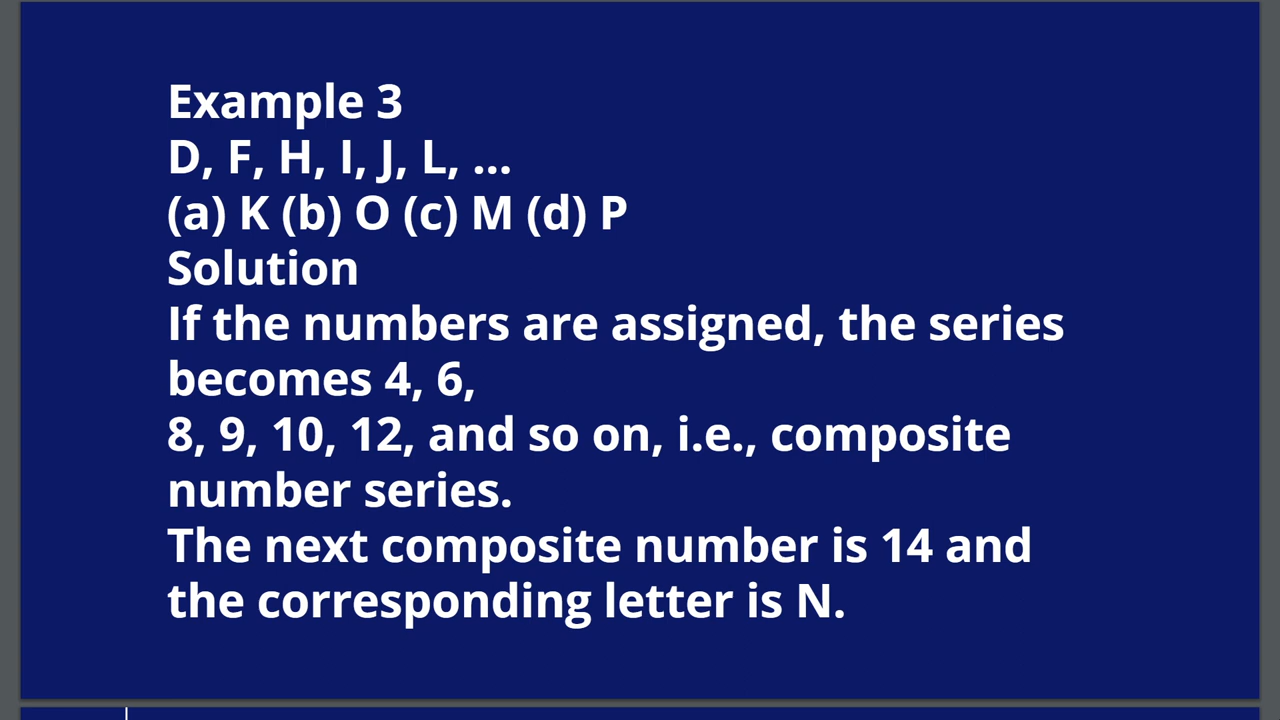 Example 3
D, F, H, I, J, L, ...
(a) K (b) O (c) M (d) P
Solution
If the numbers are assigned, the series
becomes 4, 6,
8, 9, 10, 12, and so on, i.e., composite
number series.
The next composite number is 14 and
the corresponding letter is N.